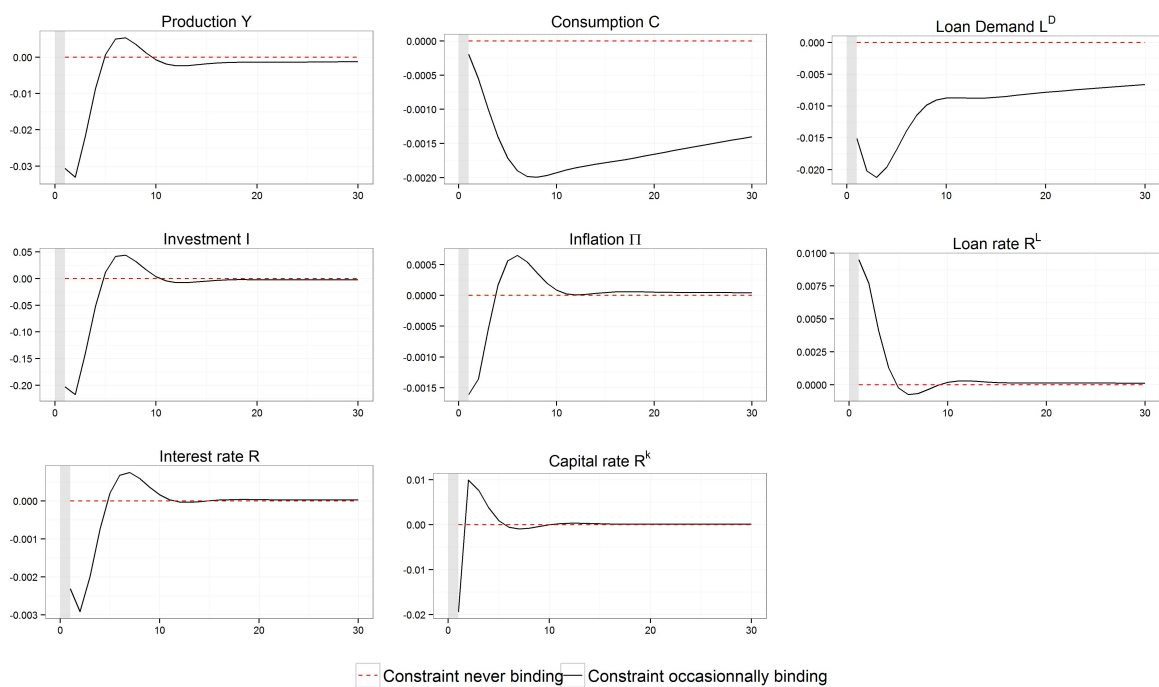 Production Y
0.00
-0.01
-0.02
-0.03
0 10 20 30
Consumption C
0.0000
-0.0005
-0.0010
-0.0015
-0.0020
0 10 20 30
Loan Demand L^D
0.000
-0.005
-0.010
-0.015
-0.020
0 10 20 30
Investment I
0.05
0.00
-0.05
-0.10
-0.15
-0.20
0 10 20 30
Inflation Π
0.0005
0.0000
-0.0005
-0.0010
-0.0015
0 10 20 30
Loan rate R^L
0.0100
0.0075
0.0050
0.0025
0.0000
0 10 20 30
Interest rate R
0.000
-0.001
-0.002
-0.003
0 10 20 30
Capital rate R^k
0.01
0.00
-0.01
-0.02
0 10 20 30
Constraint never binding Constraint occasionnally binding